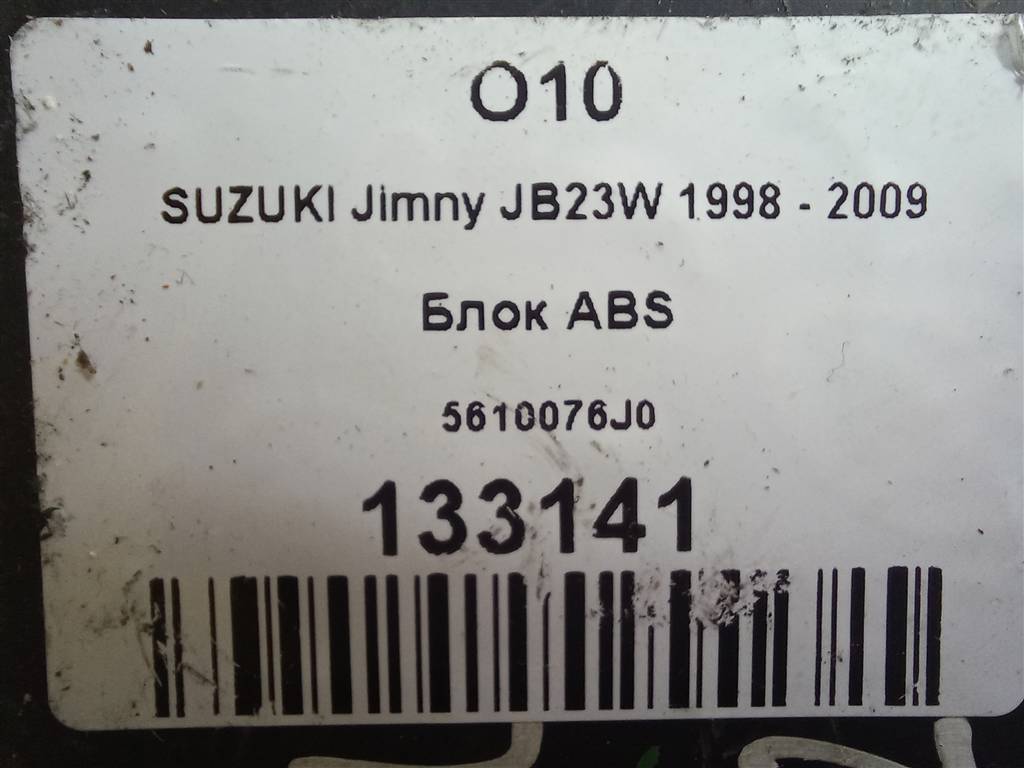 O10
SUZUKI Jimny JB23W 1998 - 2009
Блок ABS
5610076J0
133141